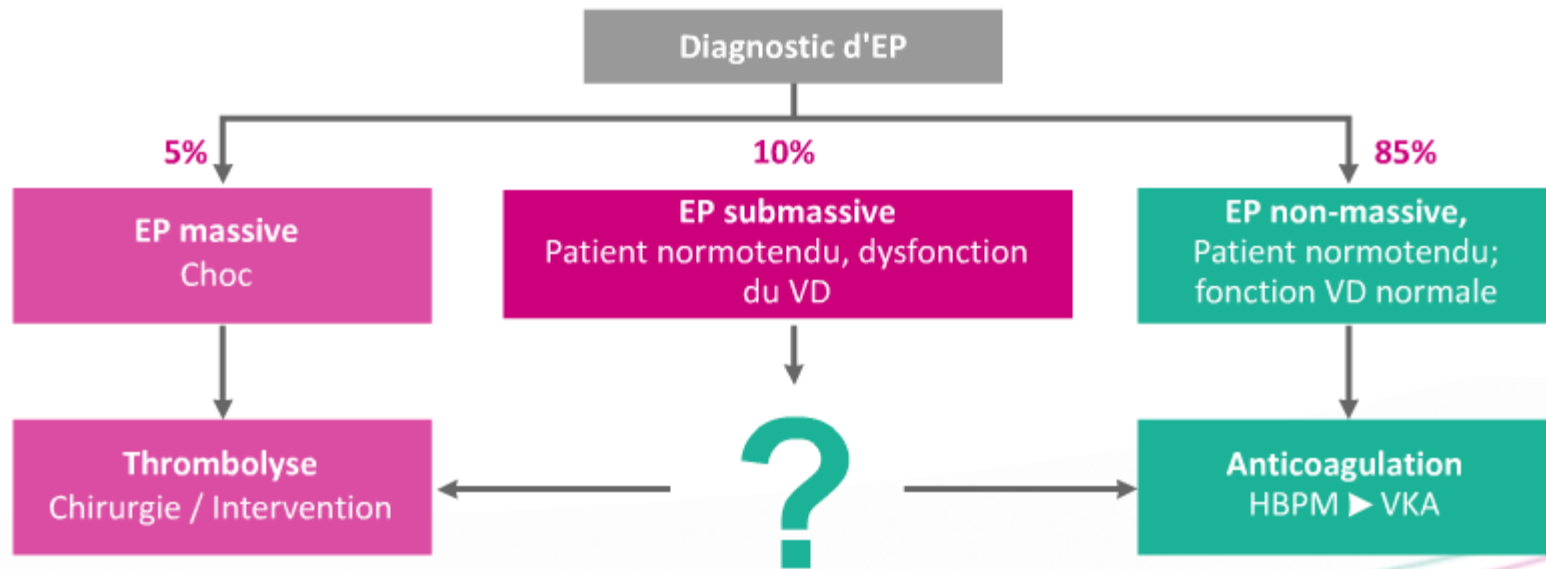 Diagnostic d'EP
5%
10%
85%
EP massive
Choc
EP submassive
Patient normotendu, dysfonction
du VD
EP non-massive,
Patient normotendu;
fonction VD normale
Thrombolyse
Chirurgie / Intervention
?
Anticoagulation
HBPM ► VKA